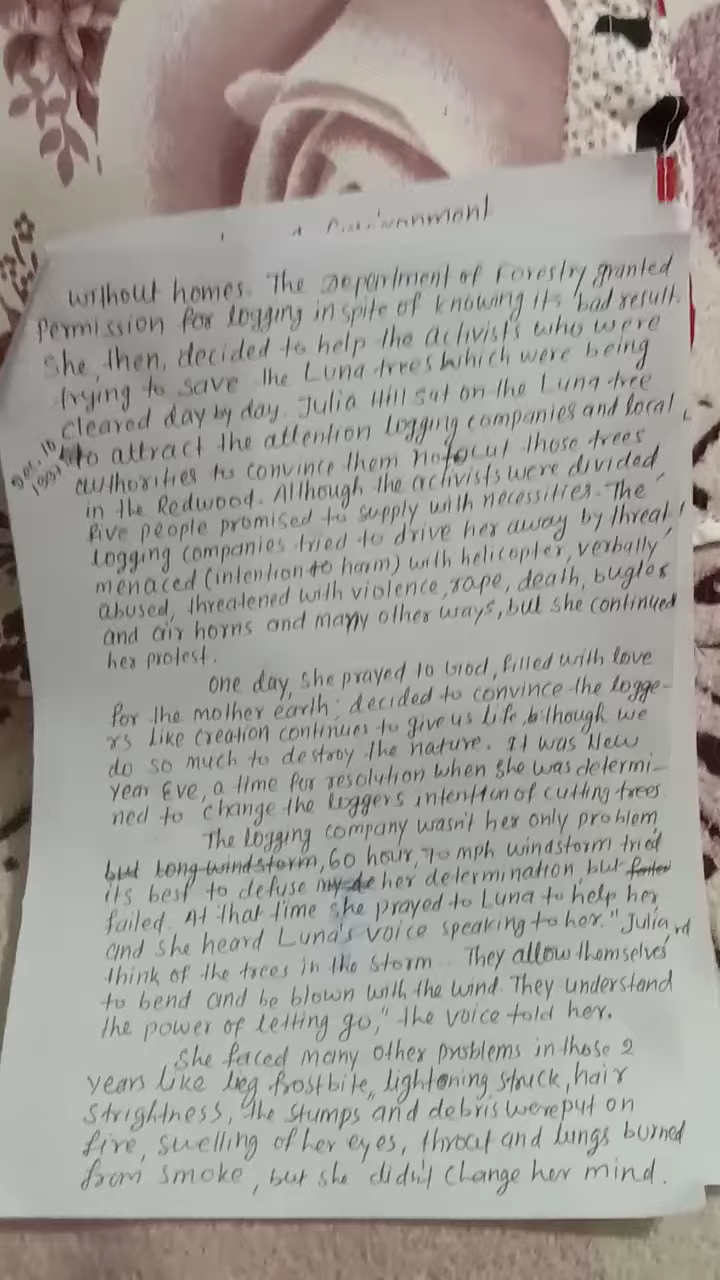 without homes. The Department of Forestry granted
Permission for logging inspite of knowing its bad result.
She, then, decided to help the activists who were
trying to save the Luna trees which were being
cleared day by day. Julia Hill sat on the Luna tree
to attract the attention logging companies and local
authorities to convince them not cut those trees
in the Redwood. Although the activists were divided,
five people promised to supply with necessities. The
logging companies tried to drive her away by threat,
menaced (intention to harm) with helicopter, verbally
abused, threatened with violence, rape, death, bugles
and air horns and many other ways, but she continued
her protest.
One day, she prayed to God, filled with love
for the mother earth; decided to convince the logge-
rs like creation continues to give us life, although we
do so much to destroy the nature. It was New
Year Eve, a time for resolution when she was determi-
ned to change the loggers intention of cutting trees
The logging company wasn't her only problem,
but long windstorm, 60 hour, 70 mph windstorm tried
its best to defuse her determination but failed
failed. At that time she prayed to Luna to help her
and she heard Luna's voice speaking to her. "Julia,
think of the trees in the storm. They allow themselves
to bend and be blown with the wind. They understand
the power of letting go," the voice told her.
She faced many other problems in those 2
years like leg frostbite, lightening struck, hair
strightness, the stumps and debris were put on
fire, swelling of her eyes, throat and lungs burned
from smoke, but she didn't change her mind.